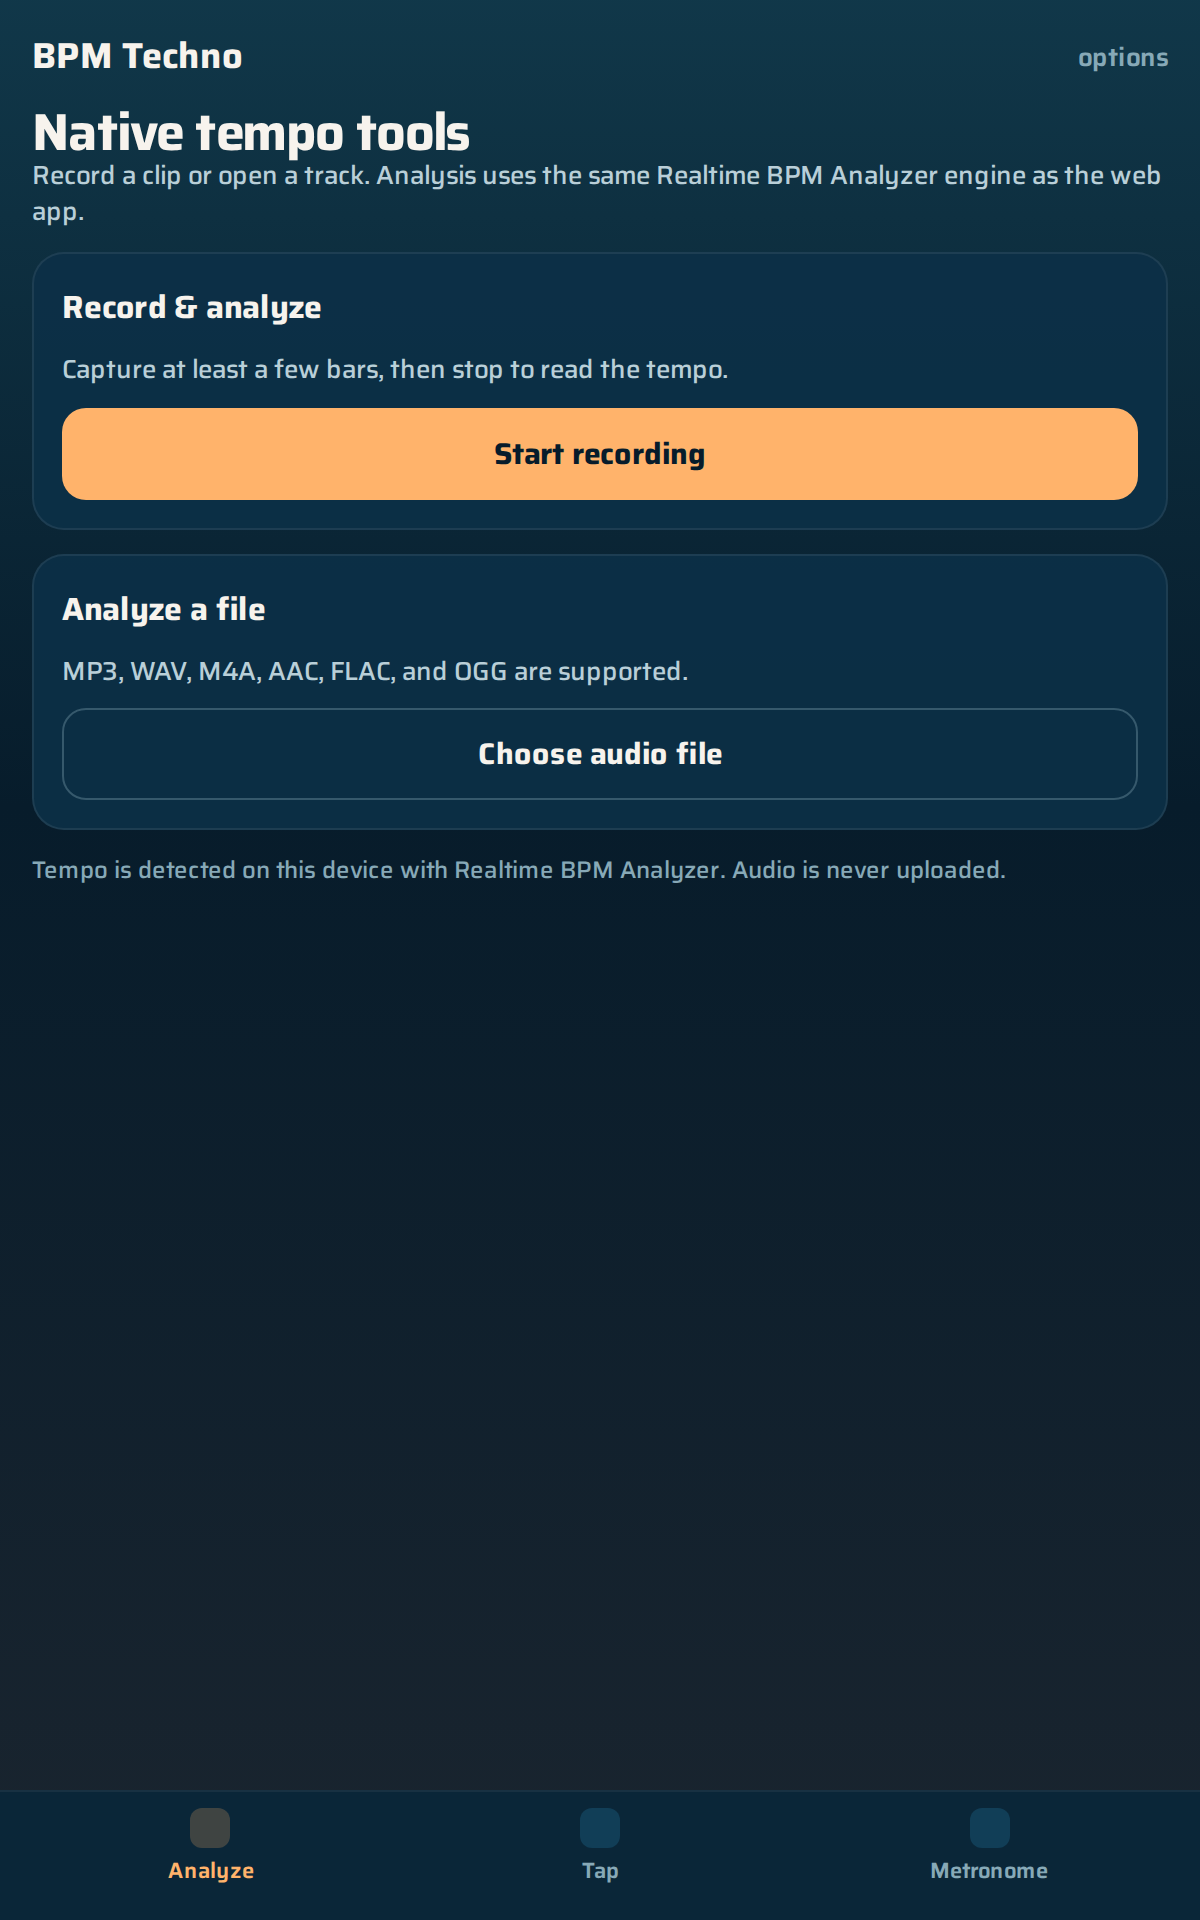 BPM Techno
options
Native tempo tools
Record a clip or open a track. Analysis uses the same Realtime BPM Analyzer engine as the web
app.
Record & analyze
Capture at least a few bars, then stop to read the tempo.
Start recording
Analyze a file
MP3, WAV, M4A, AAC, FLAC, and OGG are supported.
Choose audio file
Tempo is detected on this device with Realtime BPM Analyzer. Audio is never uploaded.
Analyze
Tap
Metronome